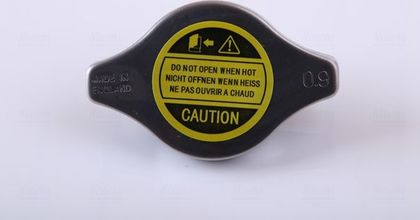 DO NOT OPEN WHEN HOT
NICHT OFFNEN WENN HEISS
NE PAS OUVRIR A CHAUD
CAUTION
MADE IN
ENGLAND
0.9